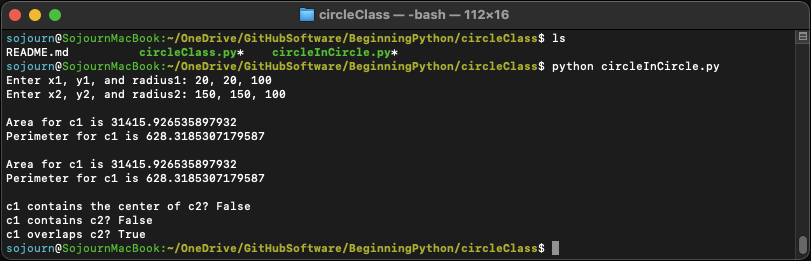 circleClass — -bash — 112×16
sojourn@SojournMacBook:~/OneDrive/GitHubSoftware/BeginningPython/circleClass$ ls
README.md circleClass.py* circleInCircle.py*
sojourn@SojournMacBook:~/OneDrive/GitHubSoftware/BeginningPython/circleClass$ python circleInCircle.py
Enter x1, y1, and radius1: 20, 20, 100
Enter x2, y2, and radius2: 150, 150, 100
Area for c1 is 31415.926535897932
Perimeter for c1 is 628.3185307179587
Area for c1 is 31415.926535897932
Perimeter for c1 is 628.3185307179587
c1 contains the center of c2? False
c1 contains c2? False
c1 overlaps c2? True
sojourn@SojournMacBook:~/OneDrive/GitHubSoftware/BeginningPython/circleClass$